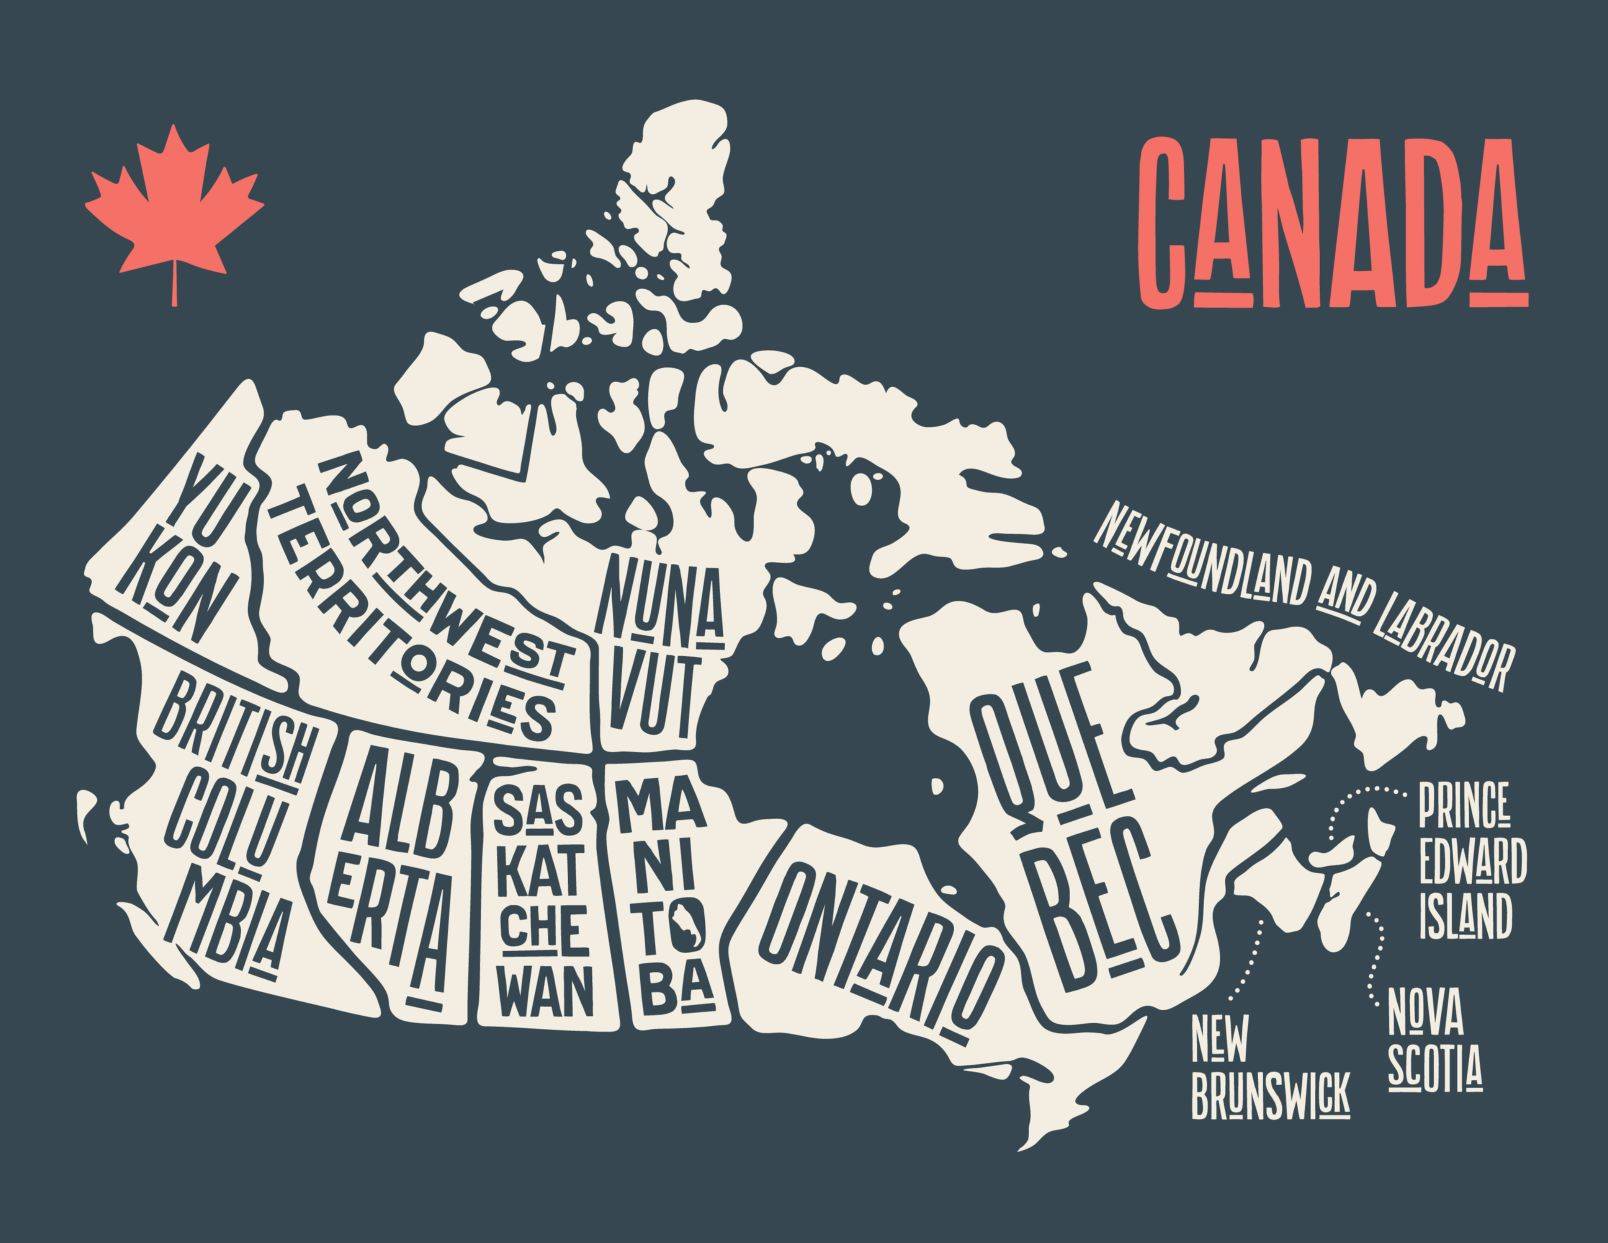 CANADA
YU
KON
NORTHWEST
TERRITORIES
NUNA
VUT
BRITISH
COLU
MBIA
ALB
ERTA
SAS
KAT
CHE
WAN
MA
NI
TO
BA
ONTARIO
QUE
BEC
NEWFOUNDLAND AND LABRADOR
PRINCE
EDWARD
ISLAND
NOVA
SCOTIA
NEW
BRUNSWICK